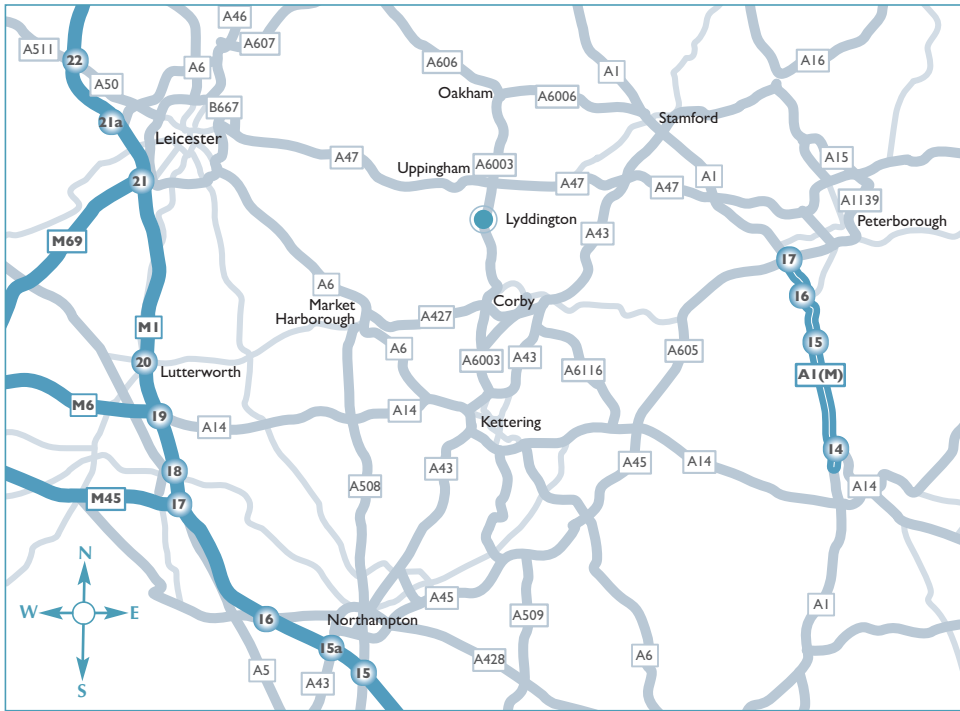 A46
A511
A607
22
A6
A606
A1
A16
A50
Oakham
A6006
B667
21a
Stamford
Leicester
A47
Uppingham
A6003
A15
21
A47
A47
A1
A1139
Lyddington
Peterborough
M69
A43
17
A6
16
Market
Harborough
A427
Corby
M1
15
A6
A605
20
Lutterworth
A6003
A43
A6116
A1(M)
M6
19
A14
A14
Kettering
14
18
A43
A45
A14
A508
A14
M45
17
N
W
E
S
A45
A1
16
Northampton
A509
15a
A428
A6
A5
A43
15